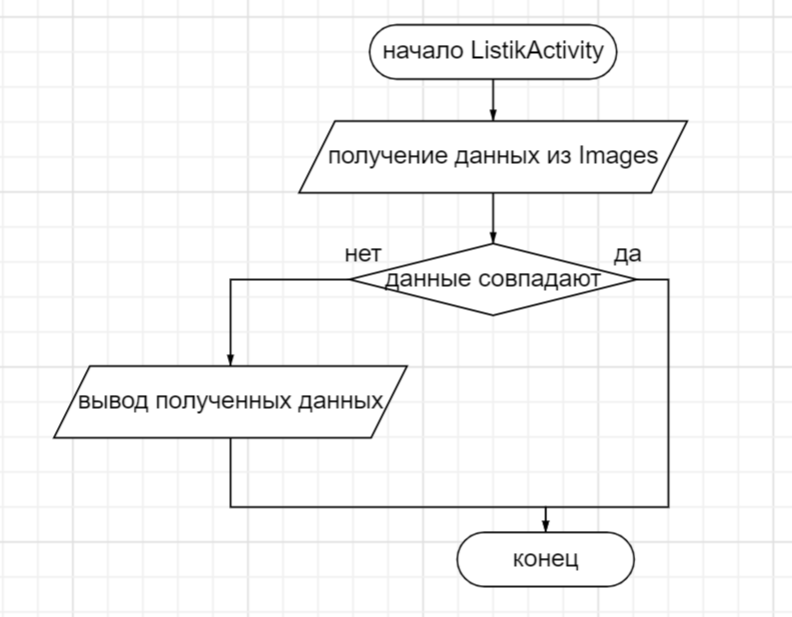 начало ListikActivity
получение данных из Images
нет
да
данные совпадают
вывод полученных данных
конец